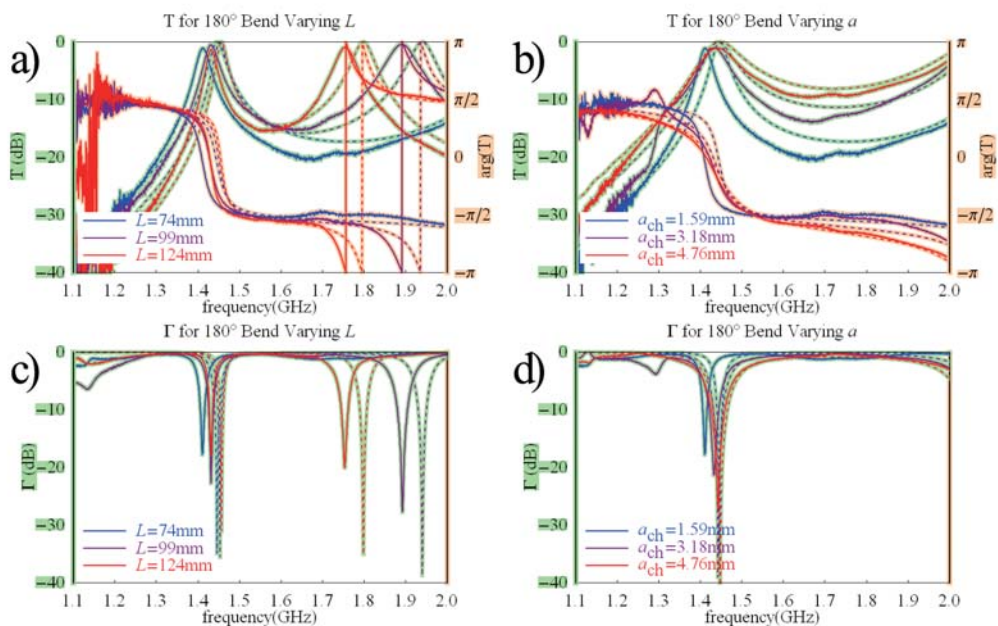 T for 180° Bend Varying L
a)
0
−10
−20
−30
−40
T (dB)
π
π/2
0
−π/2
−π
arg(T)
L=74mm
L=99mm
L=124mm
1.1 1.2 1.3 1.4 1.5 1.6 1.7 1.8 1.9 2.0
frequency(GHz)
T for 180° Bend Varying a
b)
0
−10
−20
−30
−40
T (dB)
π
π/2
0
−π/2
−π
arg(T)
a_ch=1.59mm
a_ch=3.18mm
a_ch=4.76mm
1.1 1.2 1.3 1.4 1.5 1.6 1.7 1.8 1.9 2.0
frequency(GHz)
Γ for 180° Bend Varying L
c)
0
−10
−20
−30
−40
Γ (dB)
L=74mm
L=99mm
L=124mm
1.1 1.2 1.3 1.4 1.5 1.6 1.7 1.8 1.9 2.0
frequency(GHz)
Γ for 180° Bend Varying a
d)
0
−10
−20
−30
−40
Γ (dB)
a_ch=1.59mm
a_ch=3.18mm
a_ch=4.76mm
1.1 1.2 1.3 1.4 1.5 1.6 1.7 1.8 1.9 2.0
frequency(GHz)